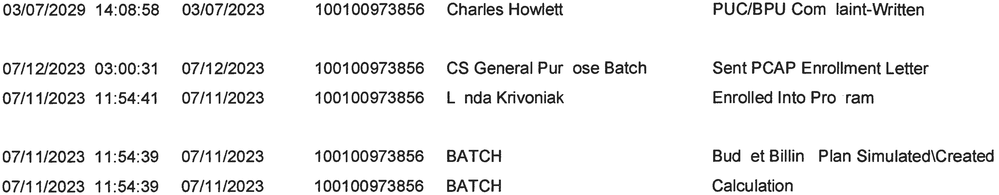 03/07/2029 14:08:58 03/07/2023 100100973856 Charles Howlett PUC/BPU Com laint-Written
07/12/2023 03:00:31 07/12/2023 100100973856 CS General Pur ose Batch Sent PCAP Enrollment Letter
07/11/2023 11:54:41 07/11/2023 100100973856 L nda Krivoniak Enrolled Into Pro ram
07/11/2023 11:54:39 07/11/2023 100100973856 BATCH Bud et Billin Plan Simulated\Created
07/11/2023 11:54:39 07/11/2023 100100973856 BATCH Calculation